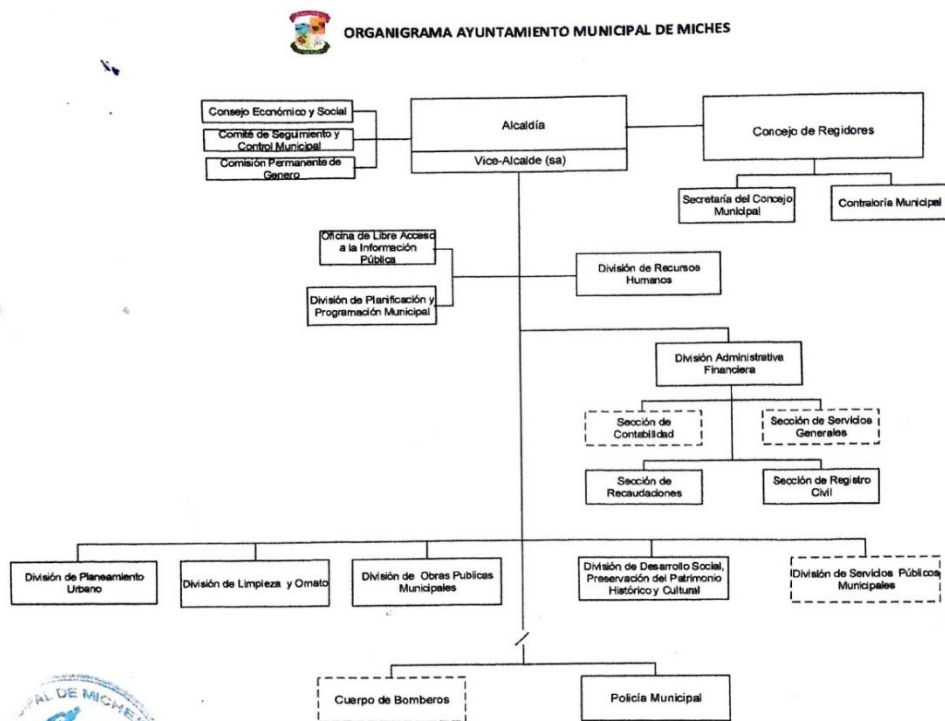 ORGANIGRAMA AYUNTAMIENTO MUNICIPAL DE MICHES
Consejo Económico y Social
Comité de Seguimiento y
Control Municipal
Comisión Permanente de
Genero
Alcaldía
Vice-Alcalde (sa)
Concejo de Regidores
Secretaría del Concejo
Municipal
Contraloría Municipal
Oficina de Libre Acceso
a la Información
Pública
División de Planificación y
Programación Municipal
División de Recursos
Humanos
División Administrativa
Financiera
Sección de
Contabilidad
Sección de Servicios
Generales
Sección de
Recaudaciones
Sección de Registro
Civil
División de Planeamiento
Urbano
División de Limpieza y Ornato
División de Obras Publicas
Municipales
División de Desarrollo Social,
Preservación del Patrimonio
Histórico y Cultural
División de Servicios Públicos
Municipales
Cuerpo de Bomberos
Policía Municipal
IPAL DE MICHES